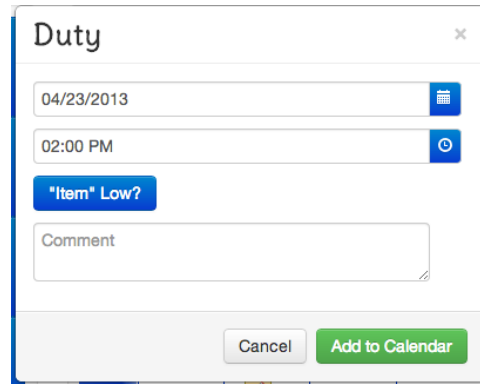 Duty ×
04/23/2013
02:00 PM
"Item" Low?
Comment
Cancel Add to Calendar